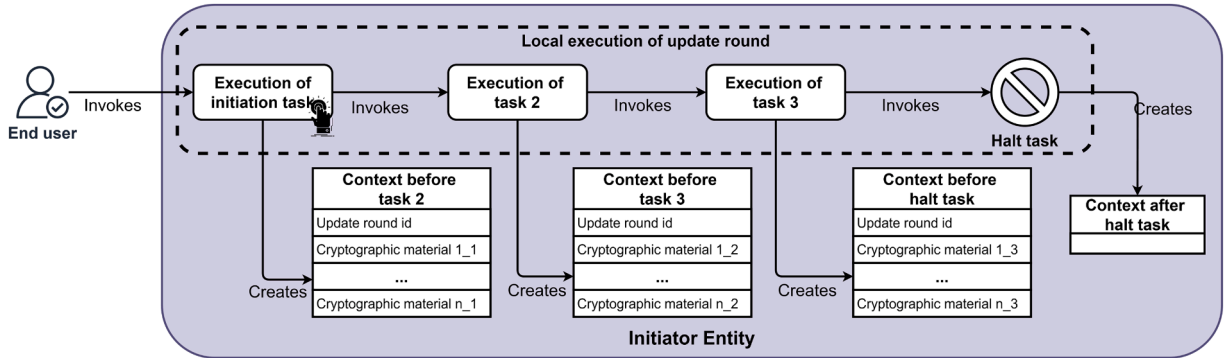 Local execution of update round
End user
Invokes
Execution of
initiation task
Invokes
Execution of
task 2
Invokes
Execution of
task 3
Invokes
Halt task
Creates
Creates
Context before
task 2
Update round id
Cryptographic material 1_1
...
Cryptographic material n_1
Creates
Context before
task 3
Update round id
Cryptographic material 1_2
...
Cryptographic material n_2
Creates
Context before
halt task
Update round id
Cryptographic material 1_3
...
Cryptographic material n_3
Context after
halt task
Initiator Entity